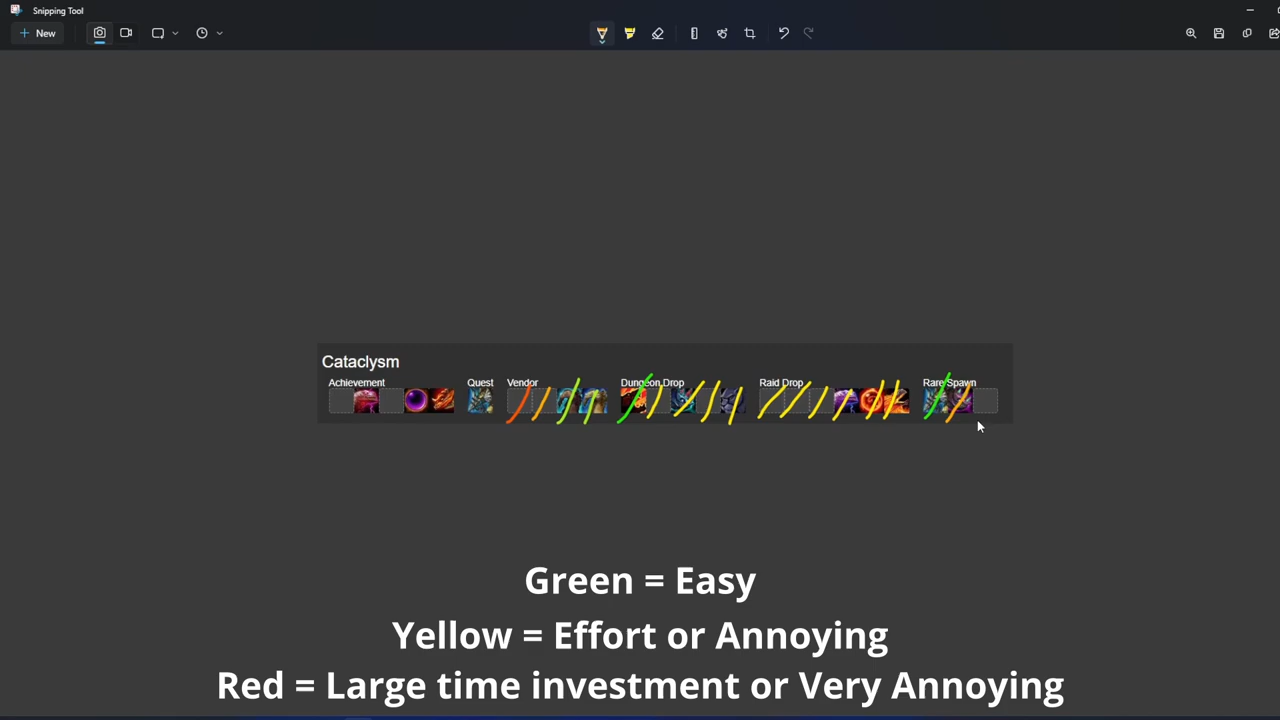 Snipping Tool
New
Cataclysm
Achievement Quest Vendor Dungeon Drop Raid Drop Rare Spawn
Green = Easy
Yellow = Effort or Annoying
Red = Large time investment or Very Annoying